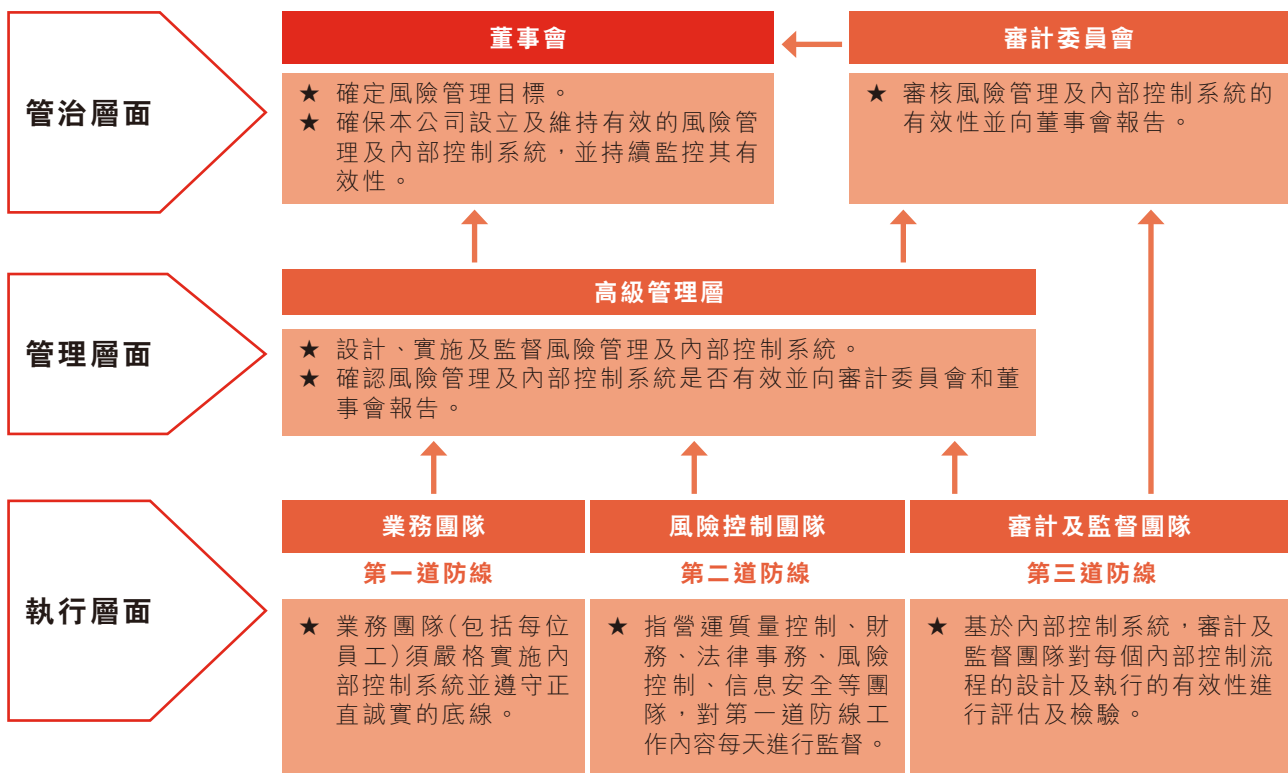 管治層面
董事會
★ 確定風險管理目標。
★ 確保本公司設立及維持有效的風險管
理及內部控制系統，並持續監控其有
效性。
審計委員會
★ 審核風險管理及內部控制系統的
有效性並向董事會報告。
管理層面
高級管理層
★ 設計、實施及監督風險管理及內部控制系統。
★ 確認風險管理及內部控制系統是否有效並向審計委員會和董
事會報告。
執行層面
業務團隊
第一道防線
★ 業務團隊(包括每位
員工)須嚴格實施內
部控制系統並遵守正
直誠實的底線。
風險控制團隊
第二道防線
★ 指營運質量控制、財
務、法律事務、風險
控制、信息安全等團
隊，對第一道防線工
作內容每天進行監督。
審計及監督團隊
第三道防線
★ 基於內部控制系統，審計及
監督團隊對每個內部控制流
程的設計及執行的有效性進
行評估及檢驗。